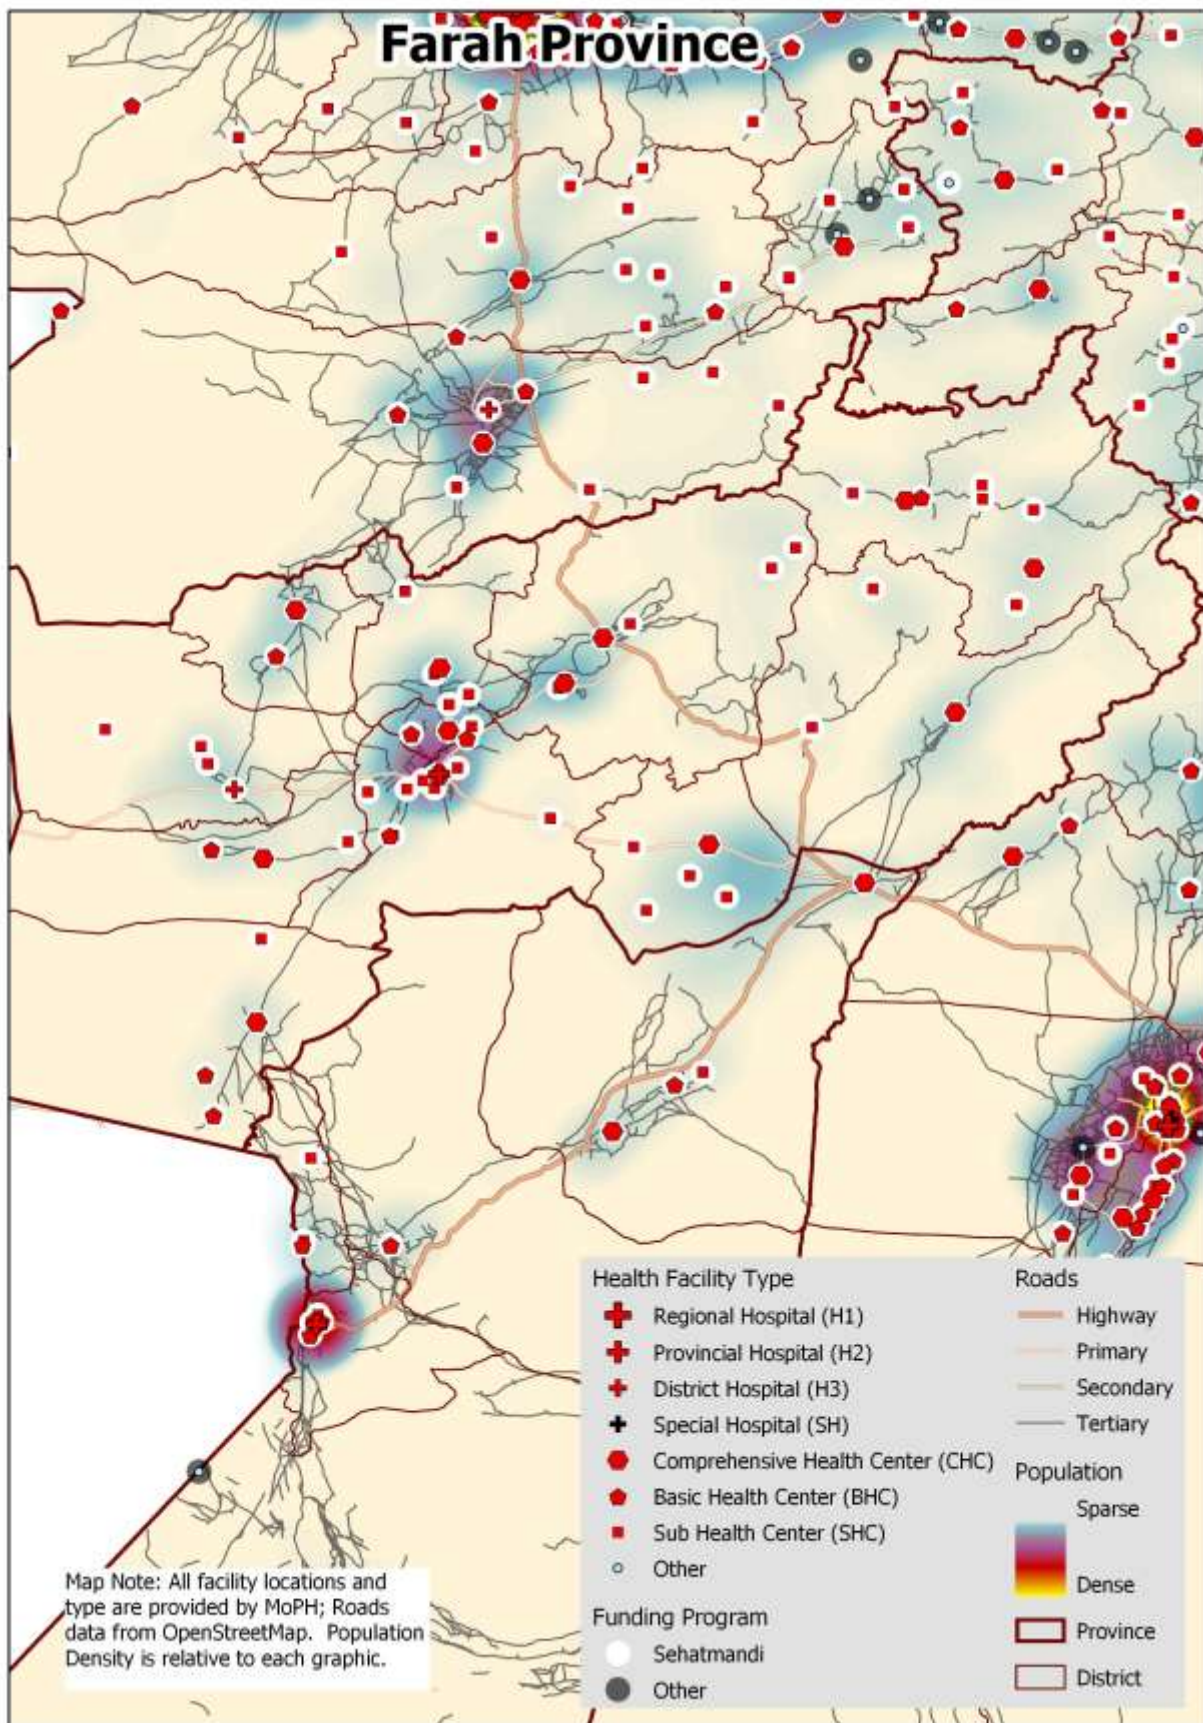 Farah Province
Health Facility Type
Regional Hospital (H1)
Provincial Hospital (H2)
District Hospital (H3)
Special Hospital (SH)
Comprehensive Health Center (CHC)
Basic Health Center (BHC)
Sub Health Center (SHC)
Other
Funding Program
Sehatmandi
Other
Roads
Highway
Primary
Secondary
Tertiary
Population
Sparse
Dense
Province
District
Map Note: All facility locations and
type are provided by MoPH; Roads
data from OpenStreetMap. Population
Density is relative to each graphic.